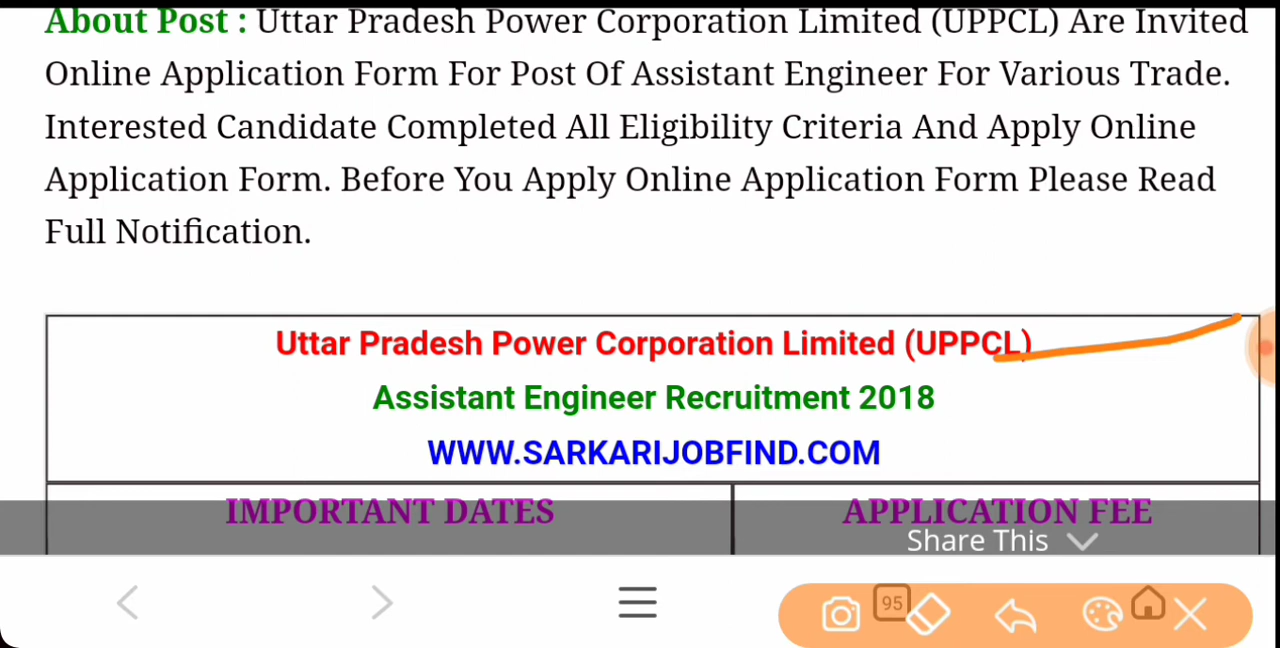 About Post : Uttar Pradesh Power Corporation Limited (UPPCL) Are Invited
Online Application Form For Post Of Assistant Engineer For Various Trade.
Interested Candidate Completed All Eligibility Criteria And Apply Online
Application Form. Before You Apply Online Application Form Please Read
Full Notification.
Uttar Pradesh Power Corporation Limited (UPPCL)
Assistant Engineer Recruitment 2018
WWW.SARKARIJOBFIND.COM
IMPORTANT DATES
APPLICATION FEE
Share This
95